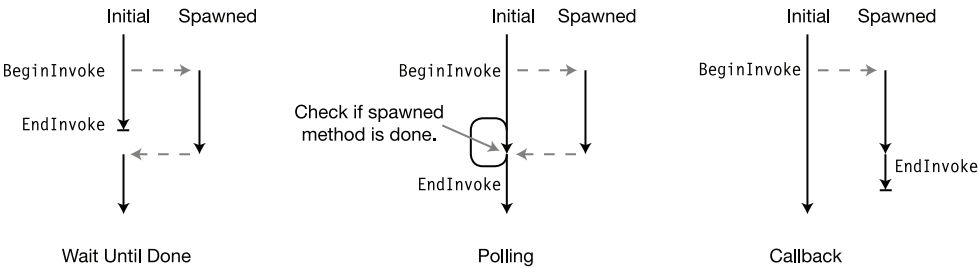 Initial Spawned
BeginInvoke
EndInvoke
Wait Until Done
Initial Spawned
BeginInvoke
Check if spawned
method is done.
EndInvoke
Polling
Initial Spawned
BeginInvoke
EndInvoke
Callback